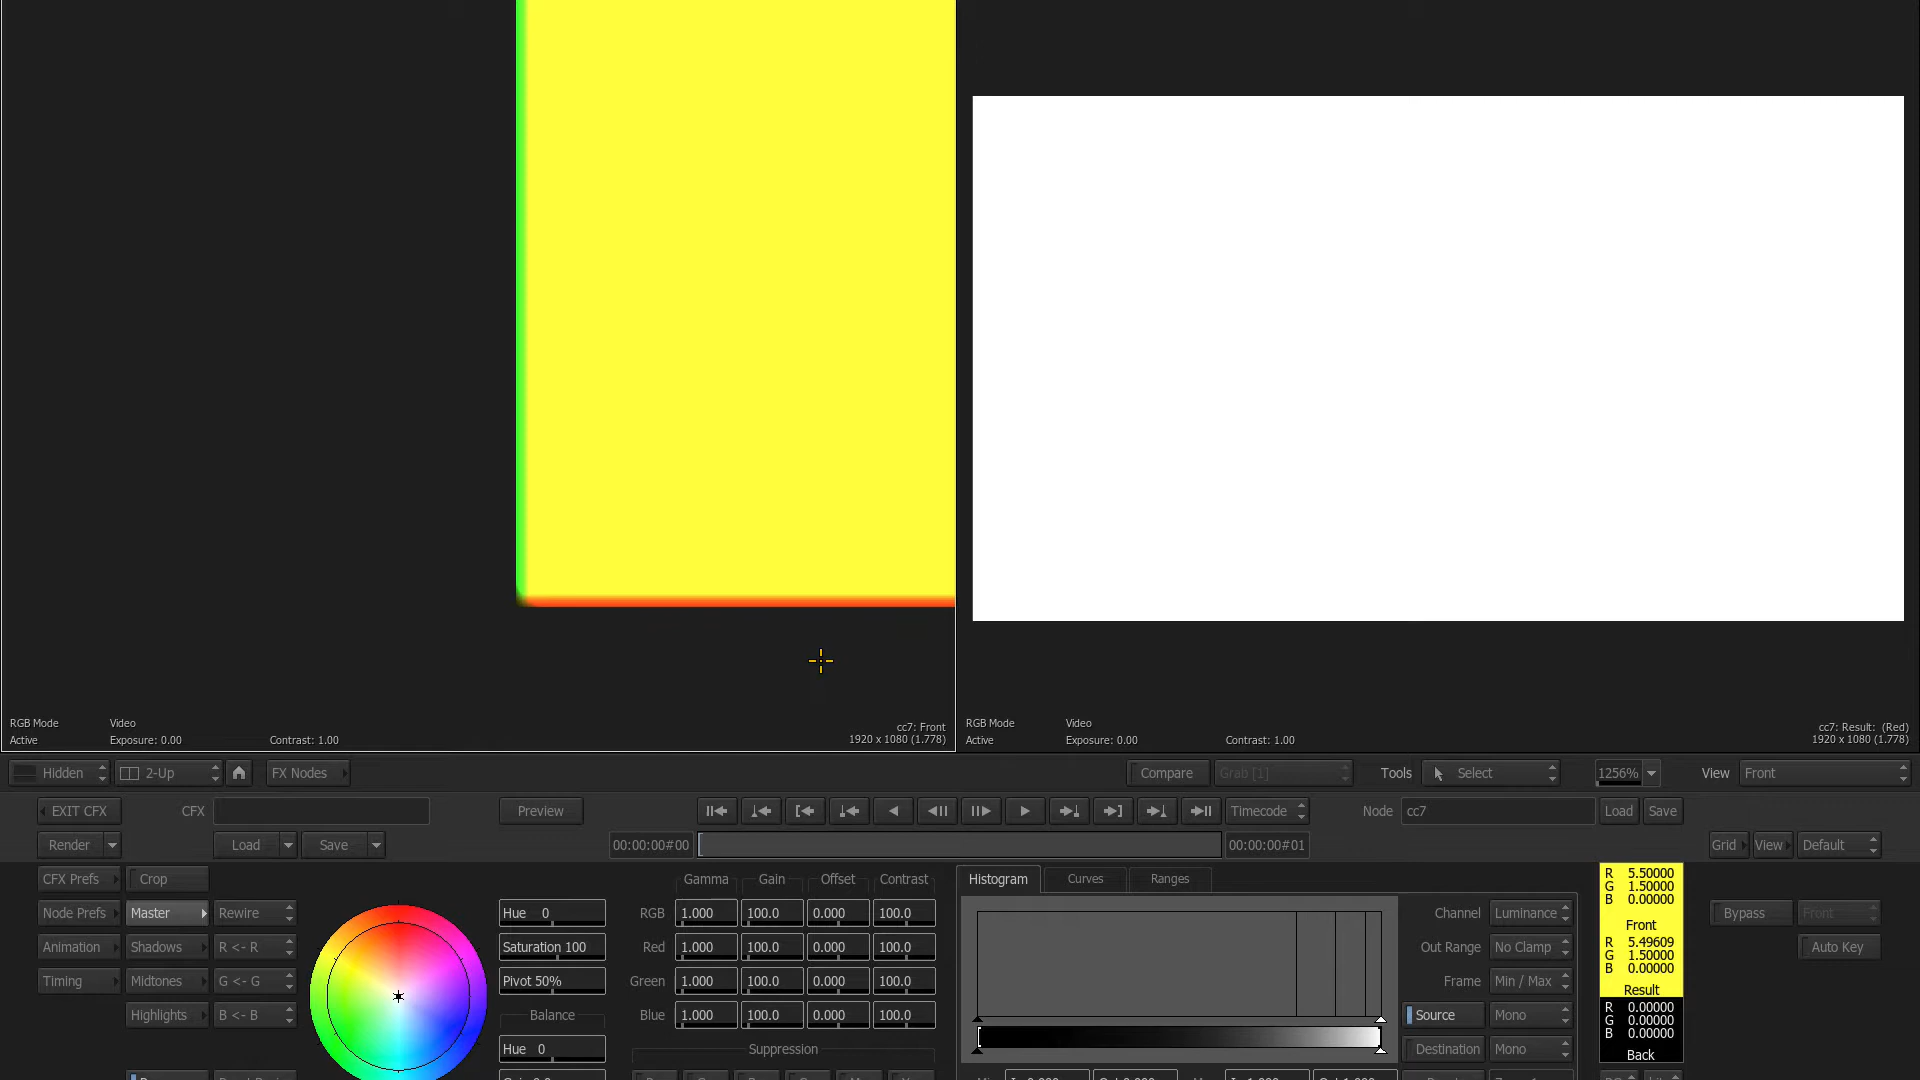 RGB Mode Video
Active Exposure: 0.00 Contrast: 1.00
cc7: Front
1920 x 1080 (1.778)
RGB Mode Video
Active Exposure: 0.00 Contrast: 1.00
cc7: Result: (Red)
1920 x 1080 (1.778)
Hidden 2-Up FX Nodes Compare Grab [1] Tools Select 1256% View Front
EXIT CFX CFX Preview Timecode Node cc7 Load Save
Render Load Save 00:00:00#00 00:00:00#01 Grid View Default
CFX Prefs Crop
Node Prefs Master Rewire
Animation Shadows R <- R
Timing Midtones G <- G
Highlights B <- B
Hue 0
Saturation 100
Pivot 50%
Balance
Hue 0
Gamma Gain Offset Contrast
RGB 1.000 100.0 0.000 100.0
Red 1.000 100.0 0.000 100.0
Green 1.000 100.0 0.000 100.0
Blue 1.000 100.0 0.000 100.0
Suppression
Histogram Curves Ranges
Channel Luminance
Out Range No Clamp
Frame Min / Max
Source Mono
Destination Mono
R 5.50000
G 1.50000
B 0.00000
Front
R 5.49609
G 1.50000
B 0.00000
Result
R 0.00000
G 0.00000
B 0.00000
Back
Bypass Front
Auto Key